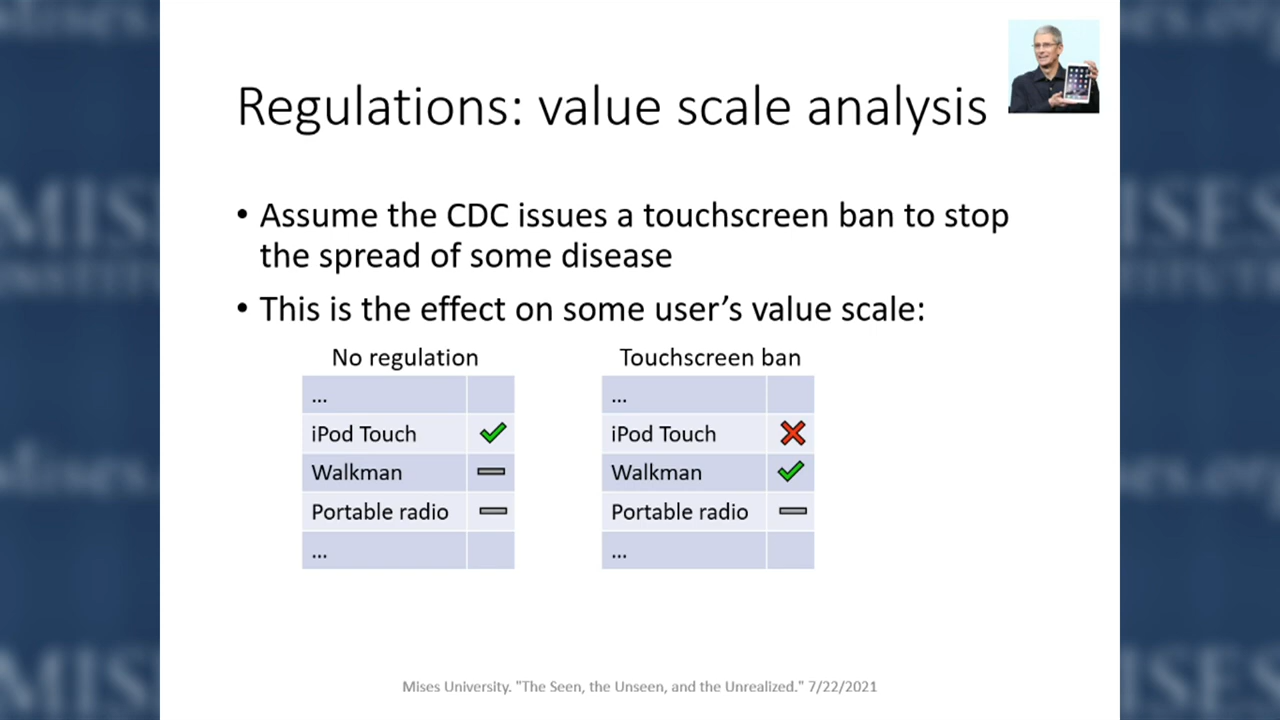 Regulations: value scale analysis
• Assume the CDC issues a touchscreen ban to stop
the spread of some disease
• This is the effect on some user’s value scale:
No regulation
...
iPod Touch
Walkman
Portable radio
...
Touchscreen ban
...
iPod Touch
Walkman
Portable radio
...
Mises University. "The Seen, the Unseen, and the Unrealized." 7/22/2021